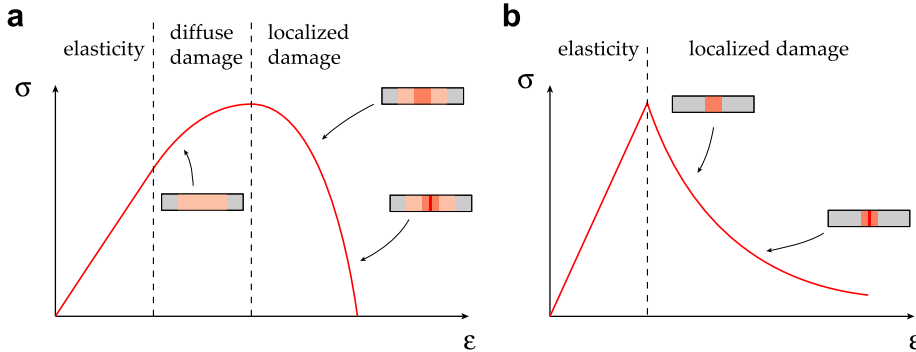 a
elasticity
diffuse
damage
localized
damage
σ
ε
b
elasticity
localized damage
σ
ε